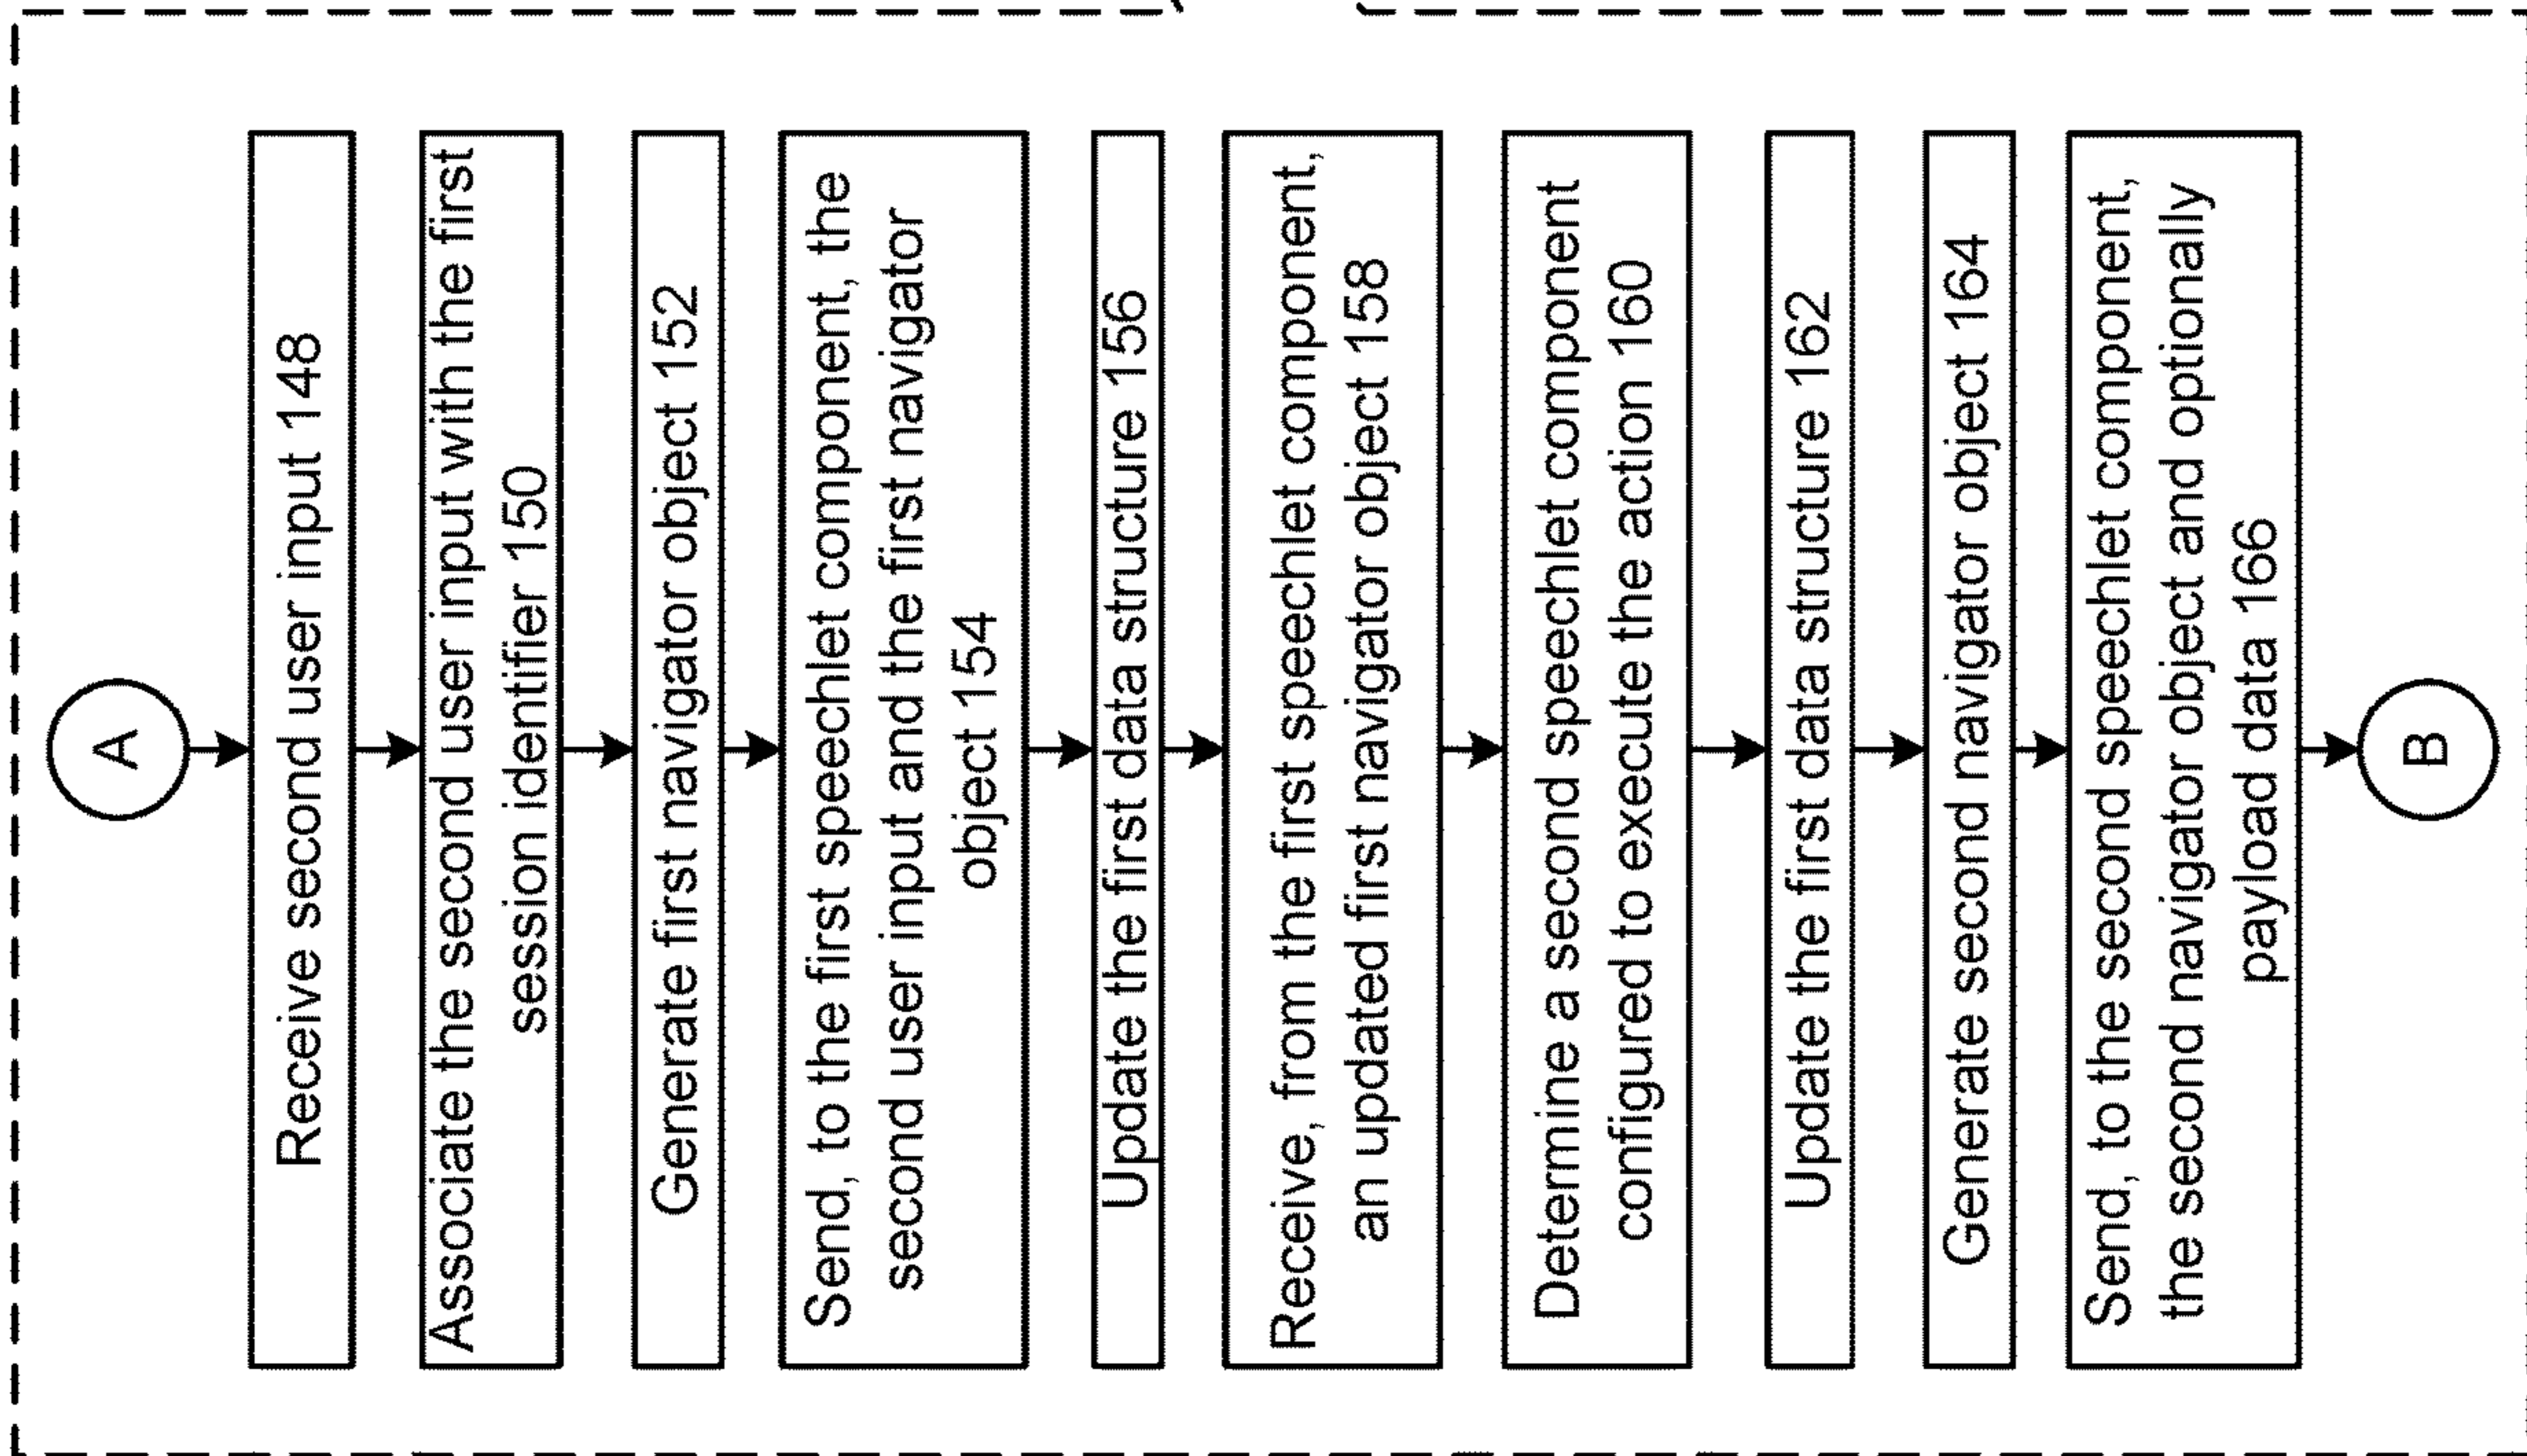 A
Receive second user input 148
Associate the second user input with the first
session identifier 150
Generate first navigator object 152
Send, to the first speechlet component, the
second user input and the first navigator
object 154
Update the first data structure 156
Receive, from the first speechlet component,
an updated first navigator object 158
Determine a second speechlet component
configured to execute the action 160
Update the first data structure 162
Generate second navigator object 164
Send, to the second speechlet component,
the second navigator object and optionally
payload data 166
B